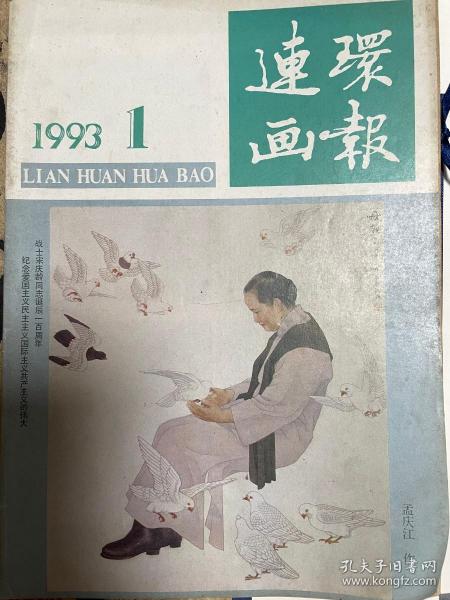 連環
画報
1993 1
LIAN HUAN HUA BAO
纪念爱国主义民主主义国际主义共产主义的伟大
战士宋庆龄同志诞辰一百周年
孟庆江 作
孔夫子旧书网
www.kongfz.com